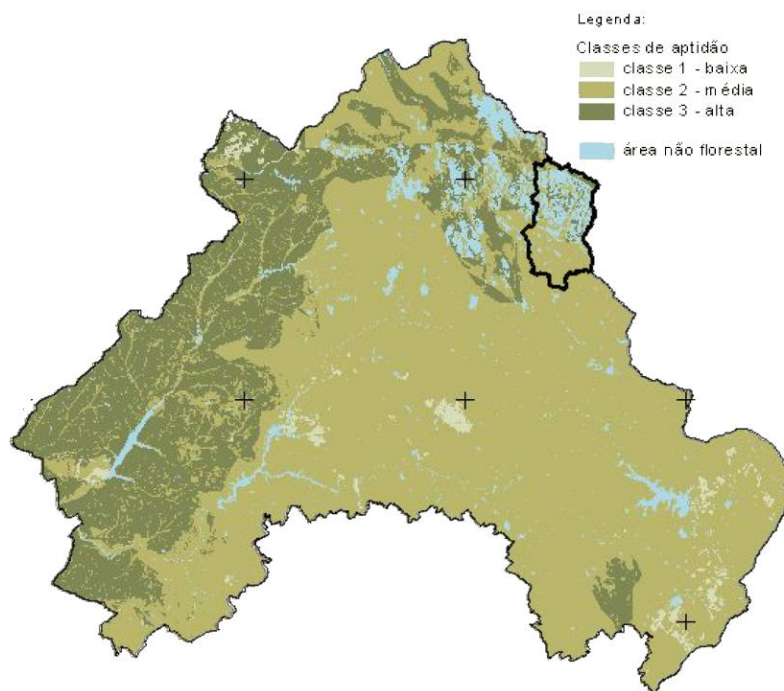 Legenda:
Classes de aptidão
classe 1 - baixa
classe 2 - média
classe 3 - alta
área não florestal